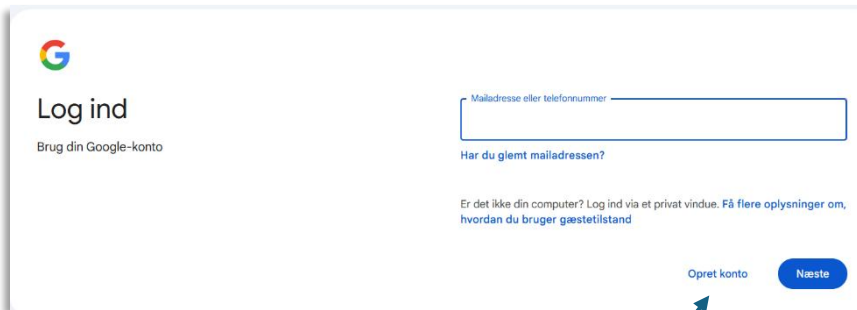 Log ind
Brug din Google-konto
Mailadresse eller telefonnummer
Har du glemt mailadressen?
Er det ikke din computer? Log ind via et privat vindue. Få flere oplysninger om,
hvordan du bruger gæstetilstand
Opret konto
Næste